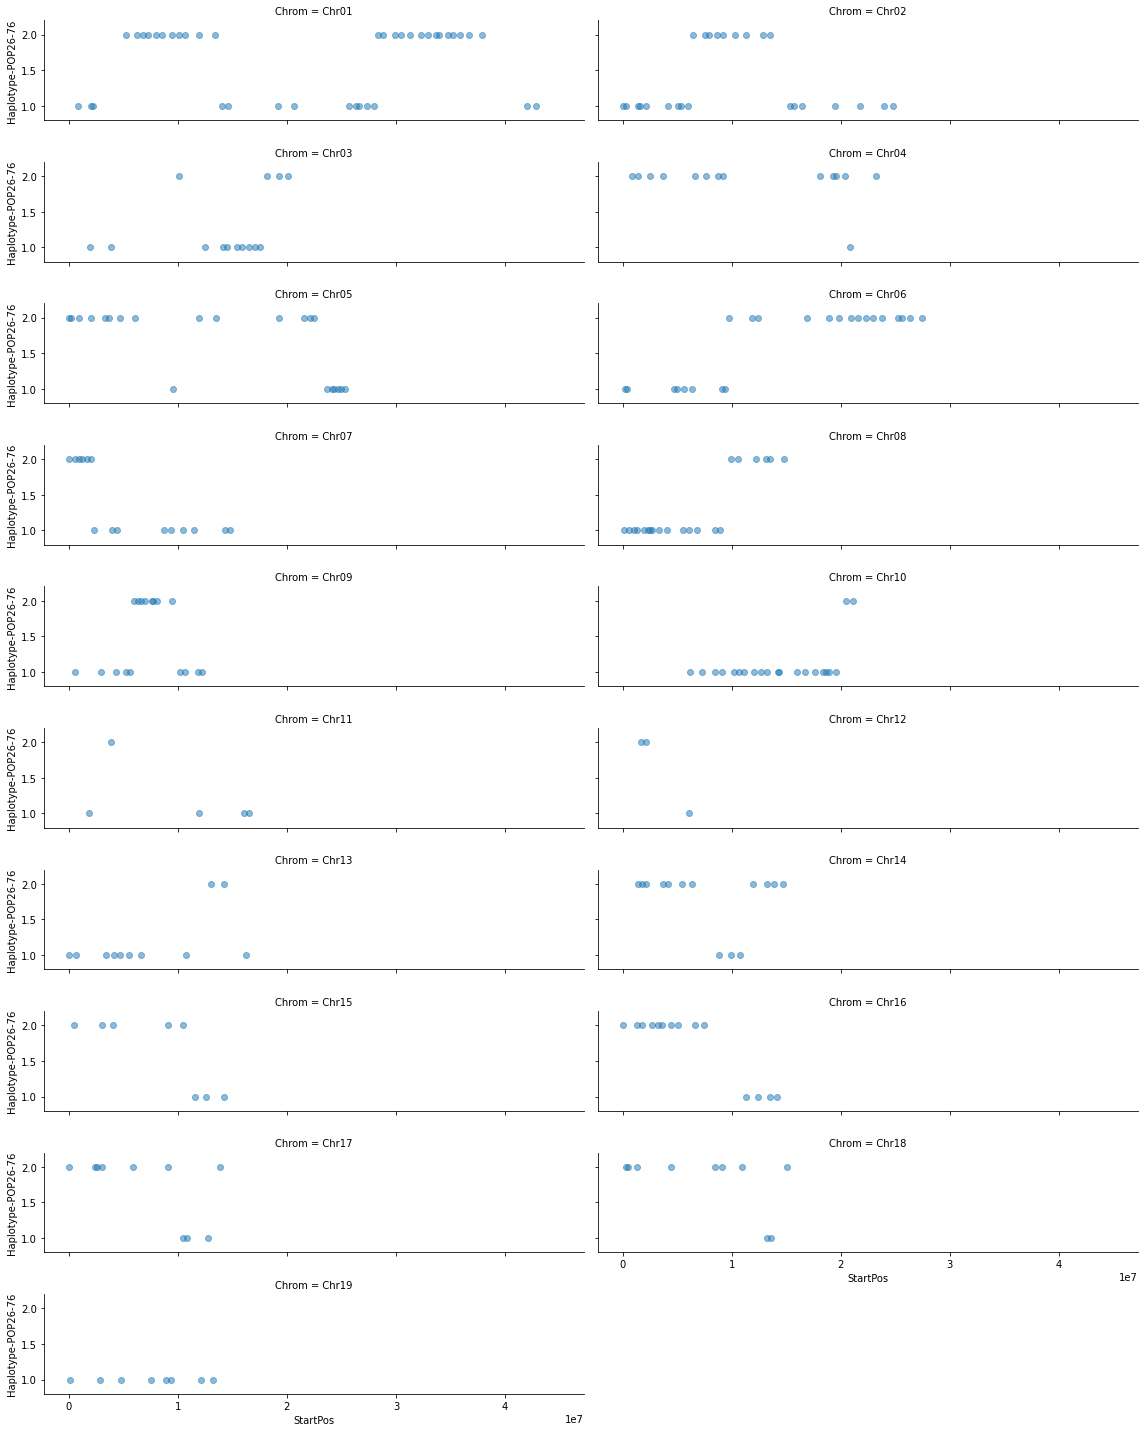 Chrom = Chr01
Chrom = Chr02
Haplotype-POP26-76
2.0
1.5
1.0
Chrom = Chr03
Chrom = Chr04
Haplotype-POP26-76
2.0
1.5
1.0
Chrom = Chr05
Chrom = Chr06
Haplotype-POP26-76
2.0
1.5
1.0
Chrom = Chr07
Chrom = Chr08
Haplotype-POP26-76
2.0
1.5
1.0
Chrom = Chr09
Chrom = Chr10
Haplotype-POP26-76
2.0
1.5
1.0
Chrom = Chr11
Chrom = Chr12
Haplotype-POP26-76
2.0
1.5
1.0
Chrom = Chr13
Chrom = Chr14
Haplotype-POP26-76
2.0
1.5
1.0
Chrom = Chr15
Chrom = Chr16
Haplotype-POP26-76
2.0
1.5
1.0
Chrom = Chr17
Chrom = Chr18
Haplotype-POP26-76
2.0
1.5
1.0
0 1 2 3 4
StartPos
1e7
Chrom = Chr19
Haplotype-POP26-76
2.0
1.5
1.0
0 1 2 3 4
StartPos
1e7